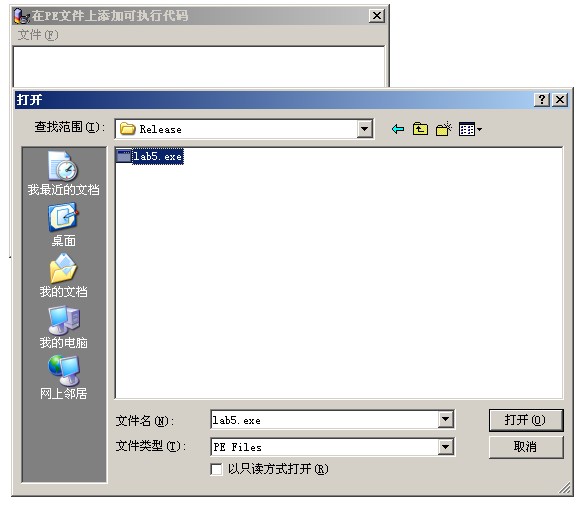 在PE文件上添加可执行代码
文件(F)
打开
查找范围(I):
Release
lab5.exe
我最近的文档
桌面
我的文档
我的电脑
网上邻居
文件名(N):
lab5.exe
打开(O)
文件类型(T):
PE Files
取消
以只读方式打开(R)